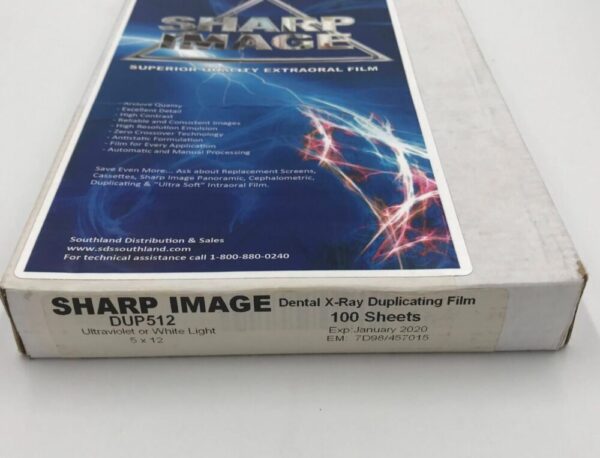 SHARP
IMAGE
SUPERIOR QUALITY EXTRAORAL FILM
- Archive Quality
- Excellent Detail
- High Contrast
- Reliable and Consistent Images
- High Resolution Emulsion
- Zero Crossover Technology
- Antistatic Formulation
- Film for Every Application
- Automatic and Manual Processing
Save Even More... Ask about Replacement Screens,
Cassettes, Sharp Image Panoramic, Cephalometric,
Duplicating & "Ultra Soft" Intraoral Film.
Southland Distribution & Sales
www.sdssouthland.com
For technical assistance call 1-800-880-0240
SHARP IMAGE Dental X-Ray Duplicating Film
DUP512 100 Sheets
Ultraviolet or White Light Exp: January 2020
5 x 12 EM: 7D98/457015